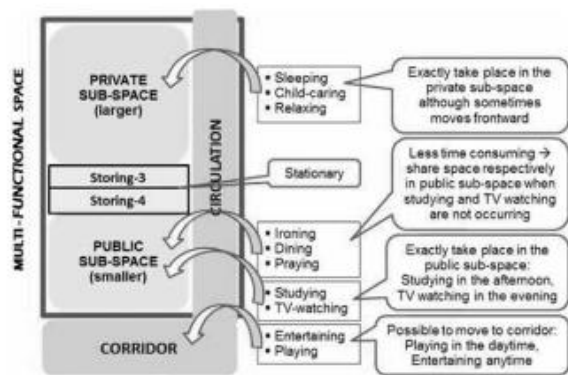 MULTI-FUNCTIONAL SPACE
PRIVATE
SUB-SPACE
(larger)
Storing-3
Storing-4
PUBLIC
SUB-SPACE
(smaller)
CIRCULATION
CORRIDOR
▪ Sleeping
▪ Child-caring
▪ Relaxing
Stationary
▪ Ironing
▪ Dining
▪ Praying
▪ Studying
▪ TV-watching
▪ Entertaining
▪ Playing
Exactly take place in the
private sub-space
although sometimes
moves frontward
Less time consuming →
share space respectively
in public sub-space when
studying and TV watching
are not occurring
Exactly take place in the
public sub-space:
Studying in the afternoon,
TV watching in the evening
Possible to move to corridor:
Playing in the daytime,
Entertaining anytime